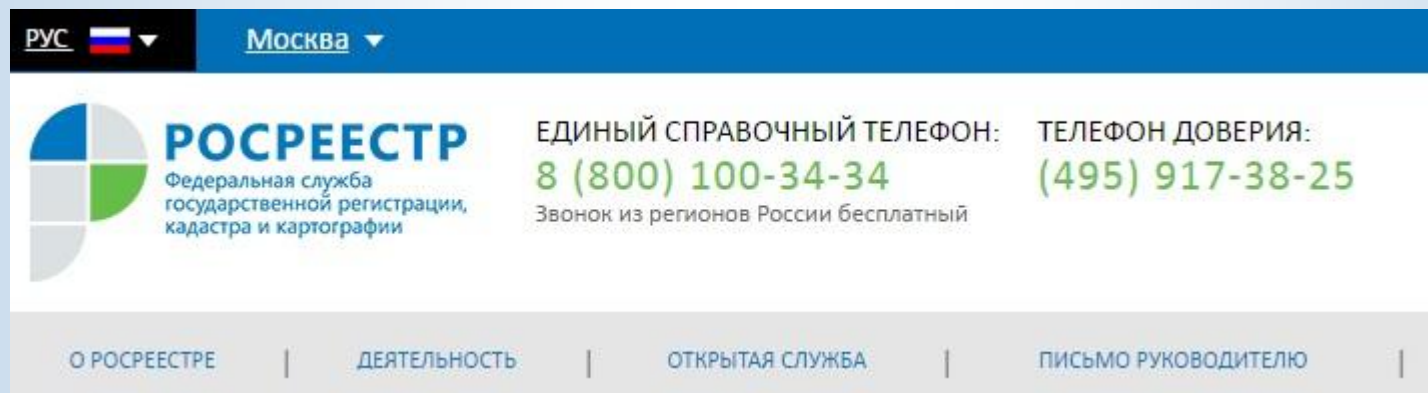 РУС
Москва
РОСРЕЕСТР
Федеральная служба
государственной регистрации,
кадастра и картографии
ЕДИНЫЙ СПРАВОЧНЫЙ ТЕЛЕФОН:
8 (800) 100-34-34
Звонок из регионов России бесплатный
ТЕЛЕФОН ДОВЕРИЯ:
(495) 917-38-25
О РОСРЕЕСТРЕ | ДЕЯТЕЛЬНОСТЬ | ОТКРЫТАЯ СЛУЖБА | ПИСЬМО РУКОВОДИТЕЛЮ |